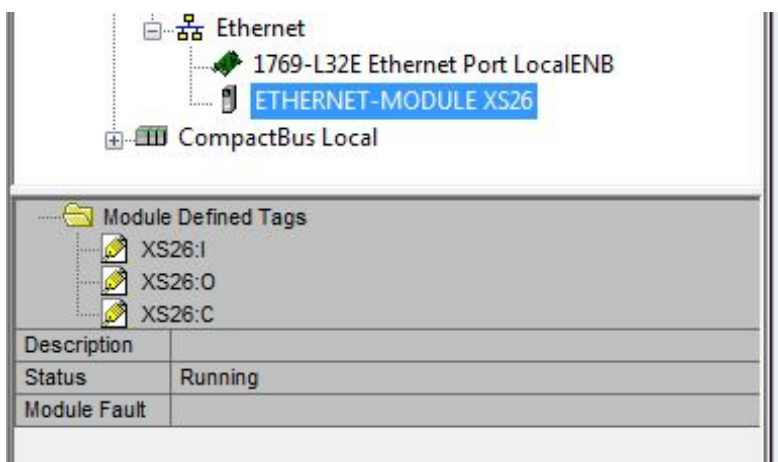 Ethernet
1769-L32E Ethernet Port LocalENB
ETHERNET-MODULE XS26
CompactBus Local
Module Defined Tags
XS26:I
XS26:O
XS26:C
Description
Status Running
Module Fault